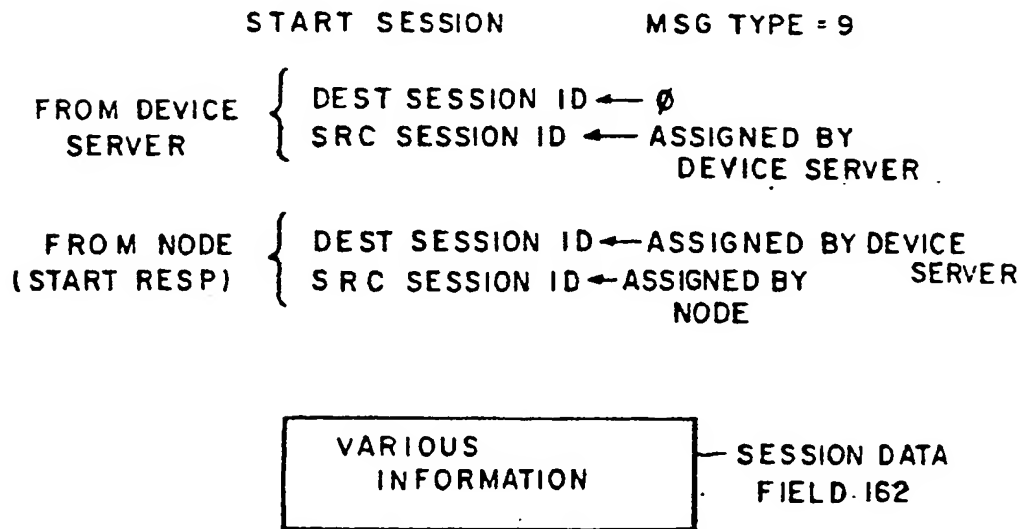 START SESSION MSG TYPE = 9
FROM DEVICE SERVER
DEST SESSION ID ← Ø
SRC SESSION ID ← ASSIGNED BY DEVICE SERVER
FROM NODE
(START RESP)
DEST SESSION ID ← ASSIGNED BY DEVICE SERVER
SRC SESSION ID ← ASSIGNED BY NODE
VARIOUS
INFORMATION
SESSION DATA
FIELD 162